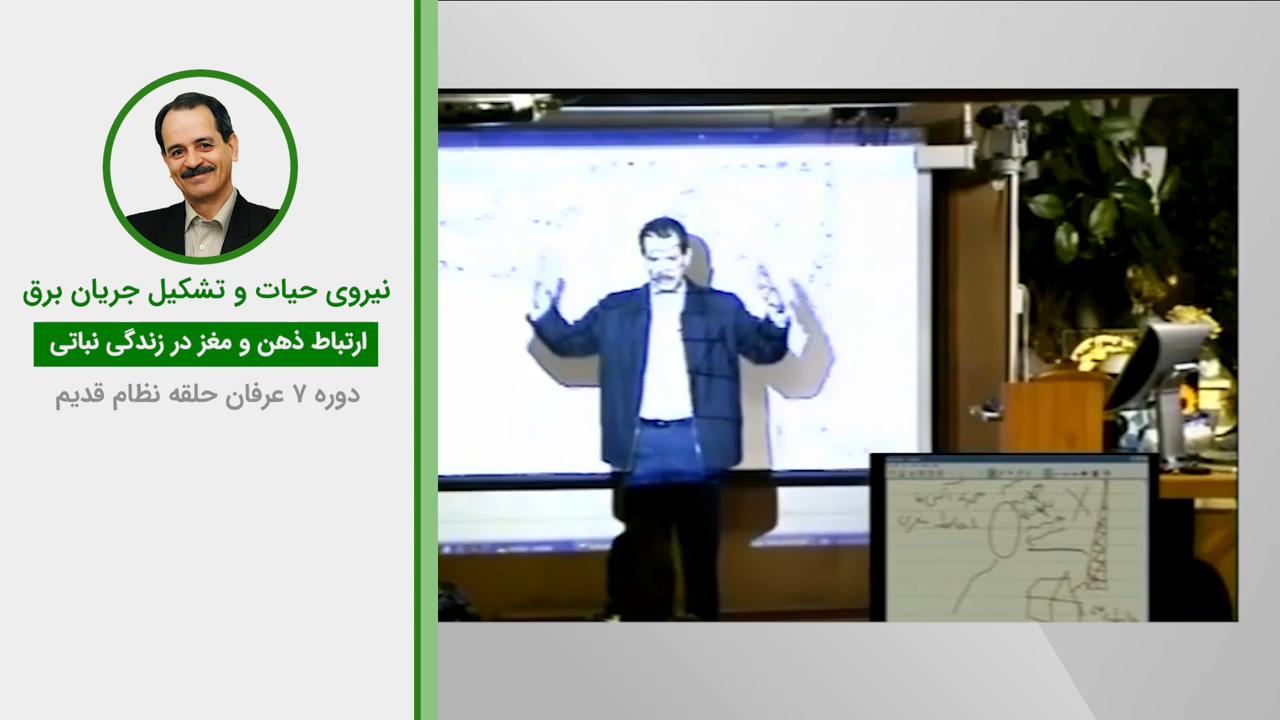 نیروی حیات و تشکیل جریان برق
ارتباط ذهن و مغز در زندگی نباتی
دوره ۷ عرفان حلقه نظام قدیم